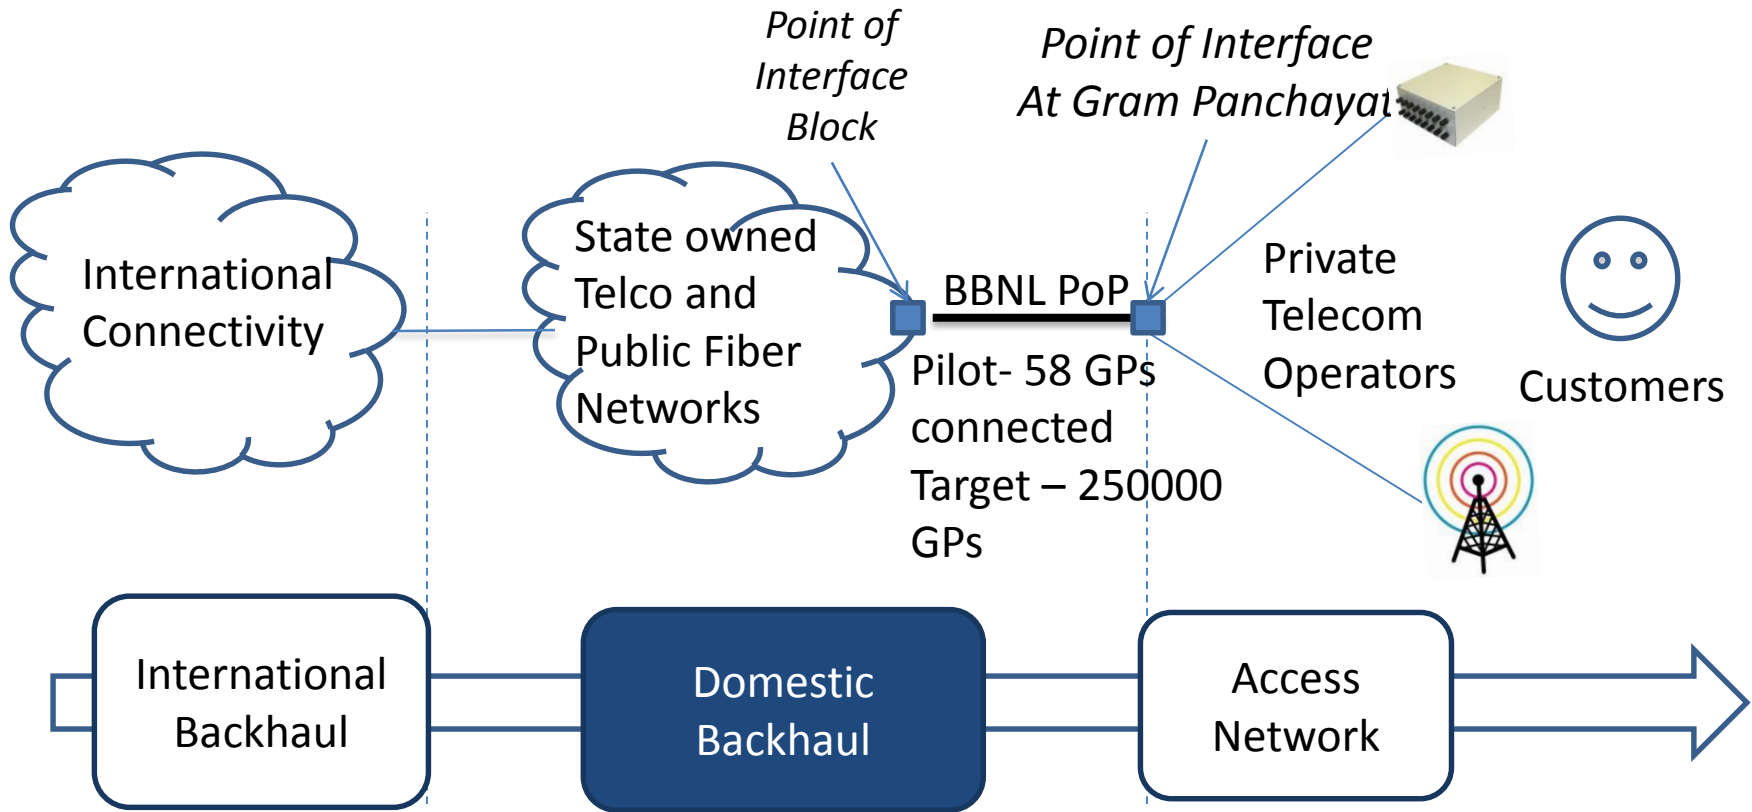 Point of
Interface
Block
Point of Interface
At Gram Panchayat
International
Connectivity
State owned
Telco and
Public Fiber
Networks
BBNL PoP
Pilot- 58 GPs
connected
Target – 250000
GPs
Private
Telecom
Operators
Customers
International
Backhaul
Domestic
Backhaul
Access
Network